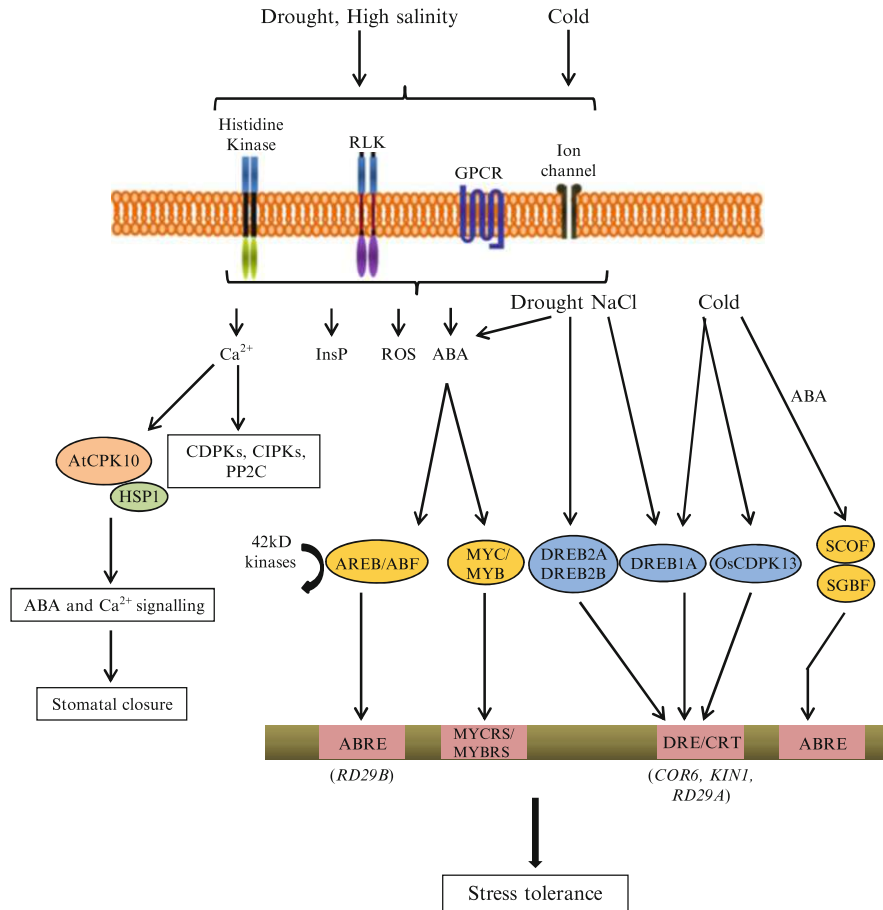 Drought, High salinity
Cold
Histidine
Kinase
RLK
GPCR
Ion
channel
Drought NaCl
Cold
Ca²⁺
InsP
ROS
ABA
ABA
AtCPK10
HSP1
CDPKs, CIPKs,
PP2C
42kD
kinases
AREB/ABF
MYC/
MYB
DREB2A
DREB2B
DREB1A
OsCDPK13
SCOF
SGBF
ABA and Ca²⁺ signalling
Stomatal closure
ABRE
MYCRS/
MYBRS
DRE/CRT
ABRE
(RD29B)
(COR6, KIN1,
RD29A)
Stress tolerance